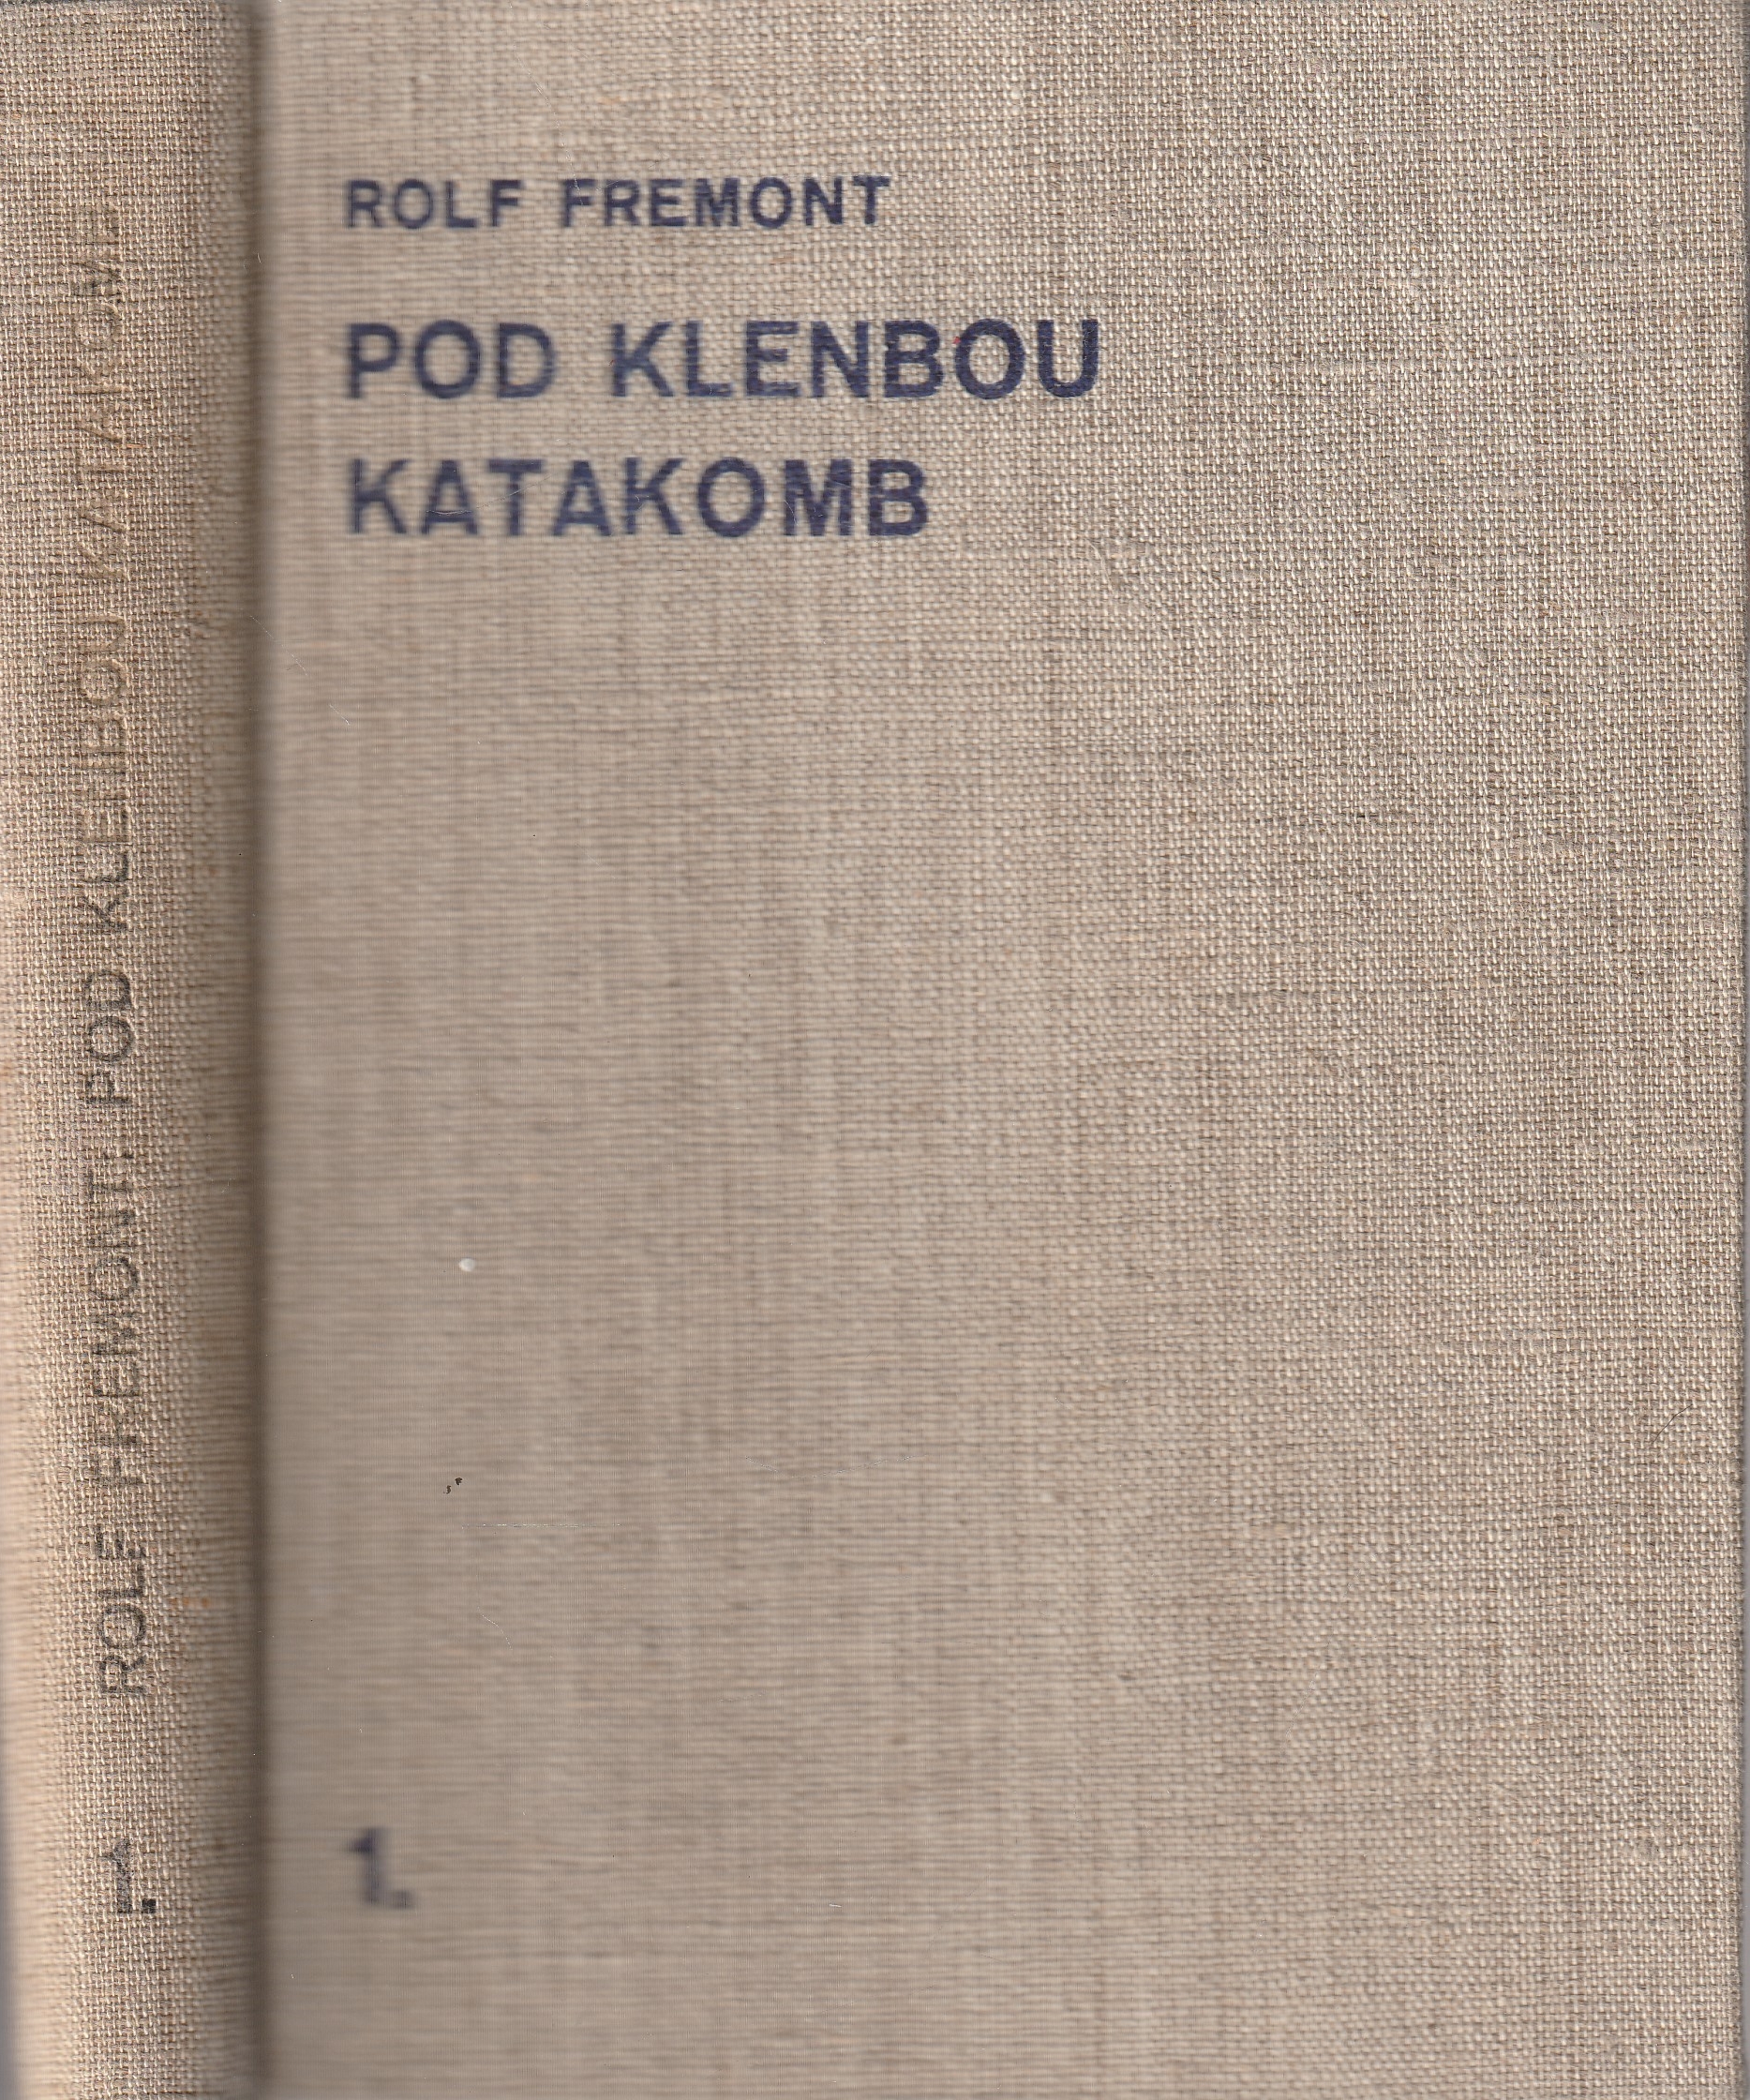 ROLF FREMONT
POD KLENBOU
KATAKOMB
1.
ROLF FREMONT: POD KLENBOU KATAKOMB
1.